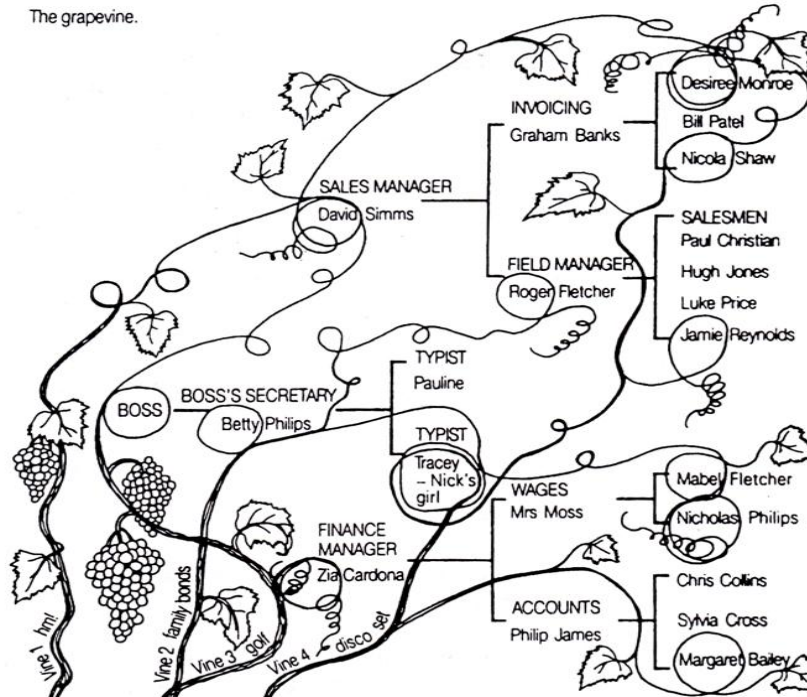 The grapevine.
Desiree Monroe
INVOICING
Graham Banks
Bill Patel
Nicola Shaw
SALES MANAGER
David Simms
SALESMEN
Paul Christian
FIELD MANAGER
Roger Fletcher
Hugh Jones
Luke Price
Jamie Reynolds
TYPIST
Pauline
BOSS
BOSS'S SECRETARY
Betty Philips
TYPIST
Tracey
– Nick's
girl
WAGES
Mrs Moss
Mabel Fletcher
Nicholas Philips
FINANCE
MANAGER
Zia Cardona
ACCOUNTS
Philip James
Chris Collins
Sylvia Cross
Margaret Bailey
Vine 1 hm!
Vine 2 family bonds
Vine 3 golf
Vine 4 disco set